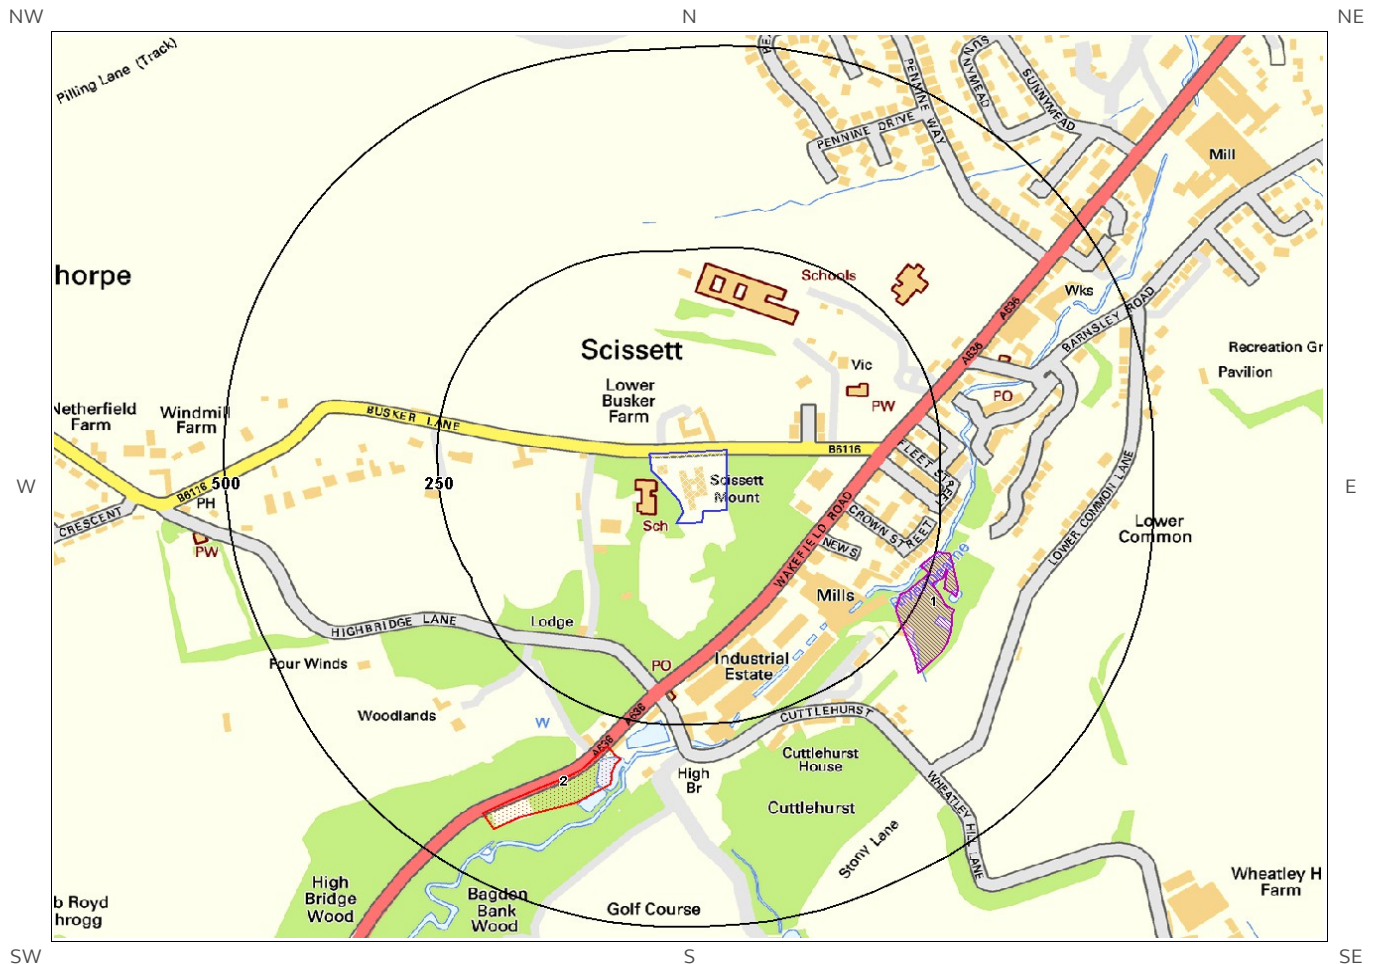 NW
N
NE
Pilling Lane (Track)
PE
PENNINE WAY
PENNINE DRIVE
SUNNYMEAD
SUNNYMEAD
Mill
horpe
Schools
A636
Wks
BARNSLEY ROAD
Scissett
Lower
Busker
Farm
Vic
PW
A636
PO
Recreation Gr
Pavilion
Netherfield
Farm
Windmill
Farm
BUSKER LANE
B6116
FLEET STREET
W
B6116
500
PH
250
Scissett
Mount
Sch
E
CRESCENT
PW
WAKEFIELD ROAD
CROWN STREET
NEWS
LOWER COMMON LANE
Lower
Common
Mills
1
HIGHBRIDGE LANE
Lodge
Four Winds
PO
Industrial
Estate
Woodlands
W
A636
A636
CUTTLEHURST
Cuttlehurst
House
High
Br
2
Cuttlehurst
WHEATLEY HILL LANE
Stony Lane
High
Bridge
Wood
Bagden
Bank
Wood
Golf Course
Wheatley H
Farm
b Royd
hrogg
SW
S
SE